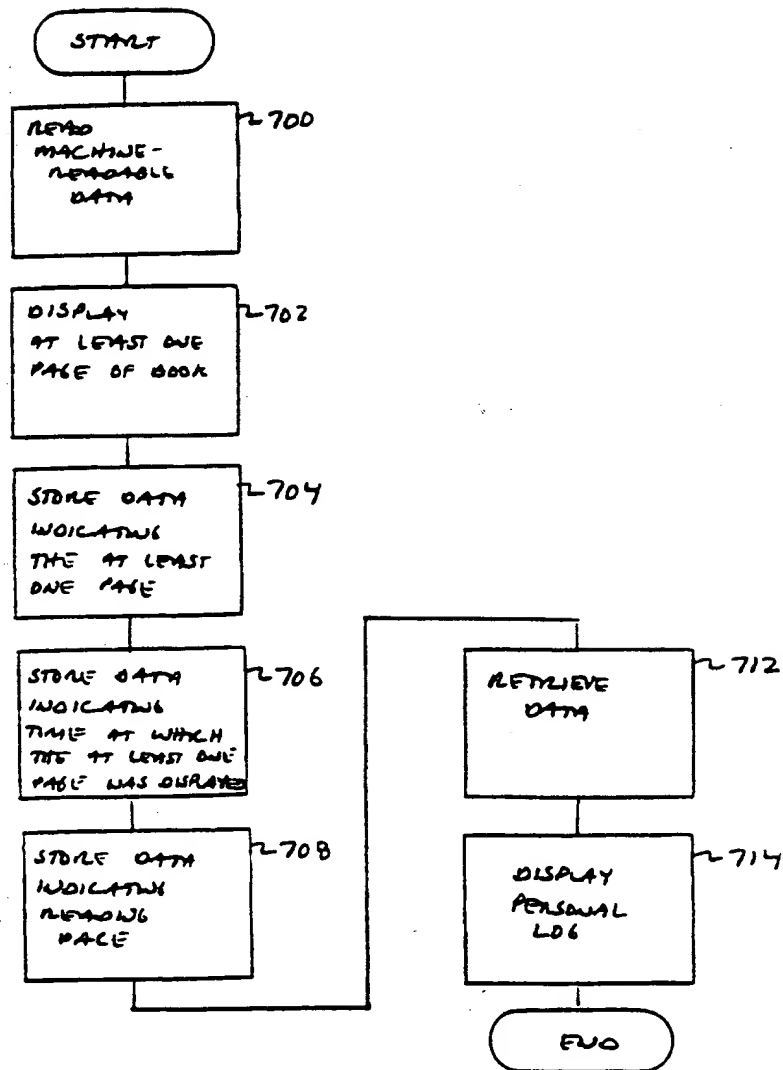 START
700
READ
MACHINE-
READABLE
DATA
702
DISPLAY
AT LEAST ONE
PAGE OF BOOK
704
STORE DATA
INDICATING
THE AT LEAST
ONE PAGE
706
STORE DATA
INDICATING
TIME AT WHICH
THE AT LEAST ONE
PAGE WAS DISPLAYED
708
STORE DATA
INDICATING
READING
PACE
712
RETRIEVE
DATA
714
DISPLAY
PERSONAL
LOG
END